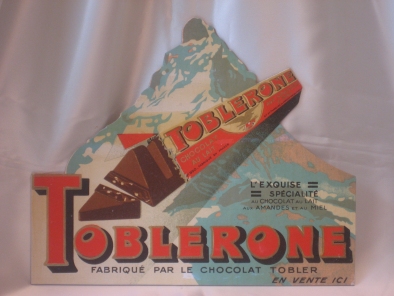 TOBLERONE
L'EXQUISE
SPÉCIALITÉ
AU CHOCOLAT AU LAIT
AUX AMANDES ET AU MIEL
TOBLERONE
FABRIQUÉ PAR LE CHOCOLAT TOBLER
EN VENTE ICI